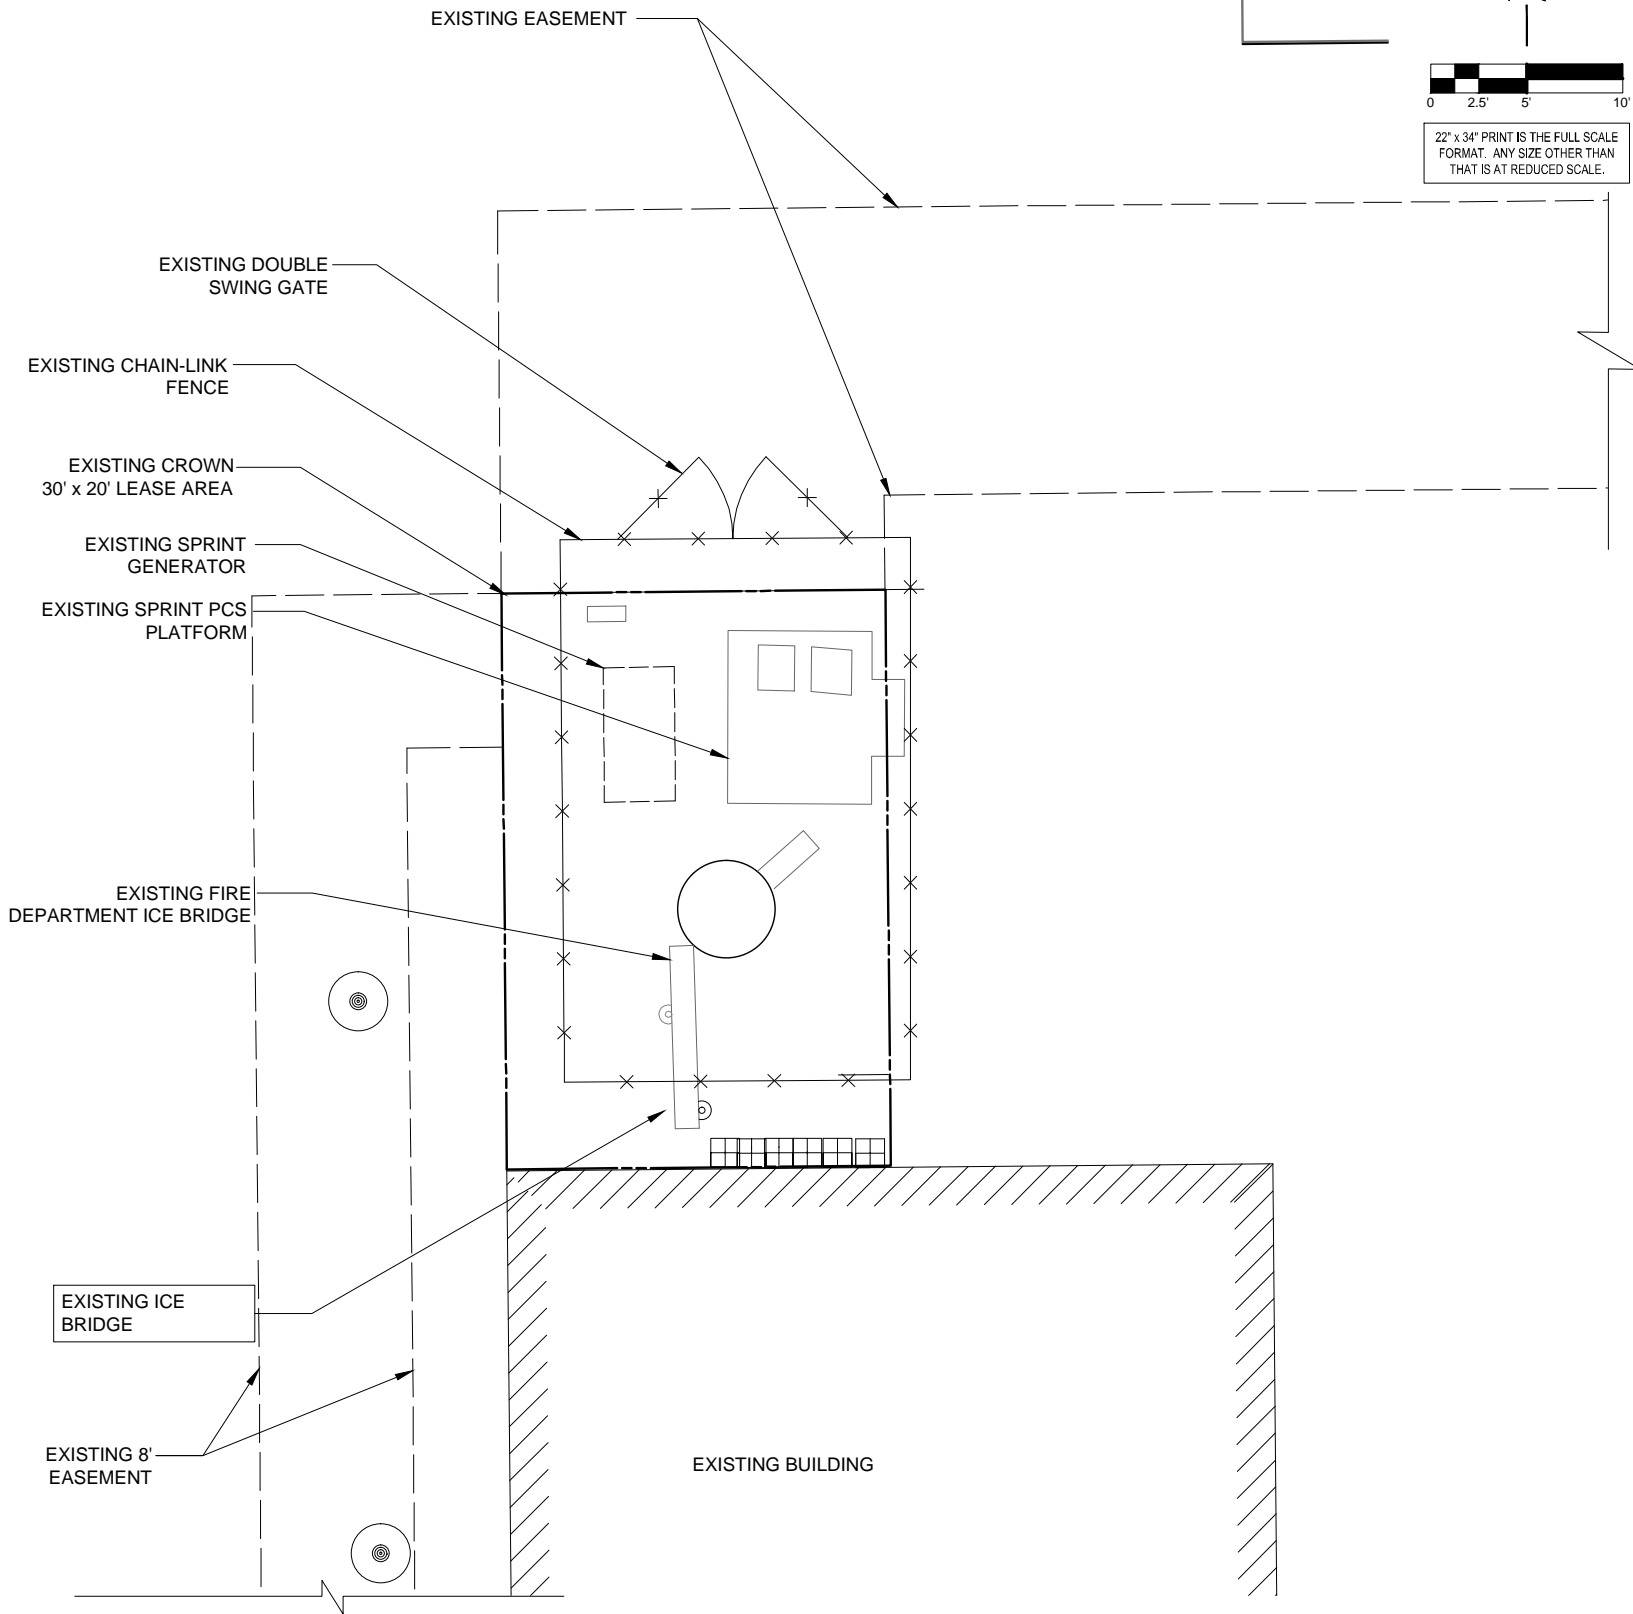 EXISTING EASEMENT
0 2.5' 5' 10'
22" x 34" PRINT IS THE FULL SCALE
FORMAT. ANY SIZE OTHER THAN
THAT IS AT REDUCED SCALE.
EXISTING DOUBLE
SWING GATE
EXISTING CHAIN-LINK
FENCE
EXISTING CROWN
30' x 20' LEASE AREA
EXISTING SPRINT
GENERATOR
EXISTING SPRINT PCS
PLATFORM
EXISTING FIRE
DEPARTMENT ICE BRIDGE
EXISTING ICE
BRIDGE
EXISTING 8'
EASEMENT
EXISTING BUILDING